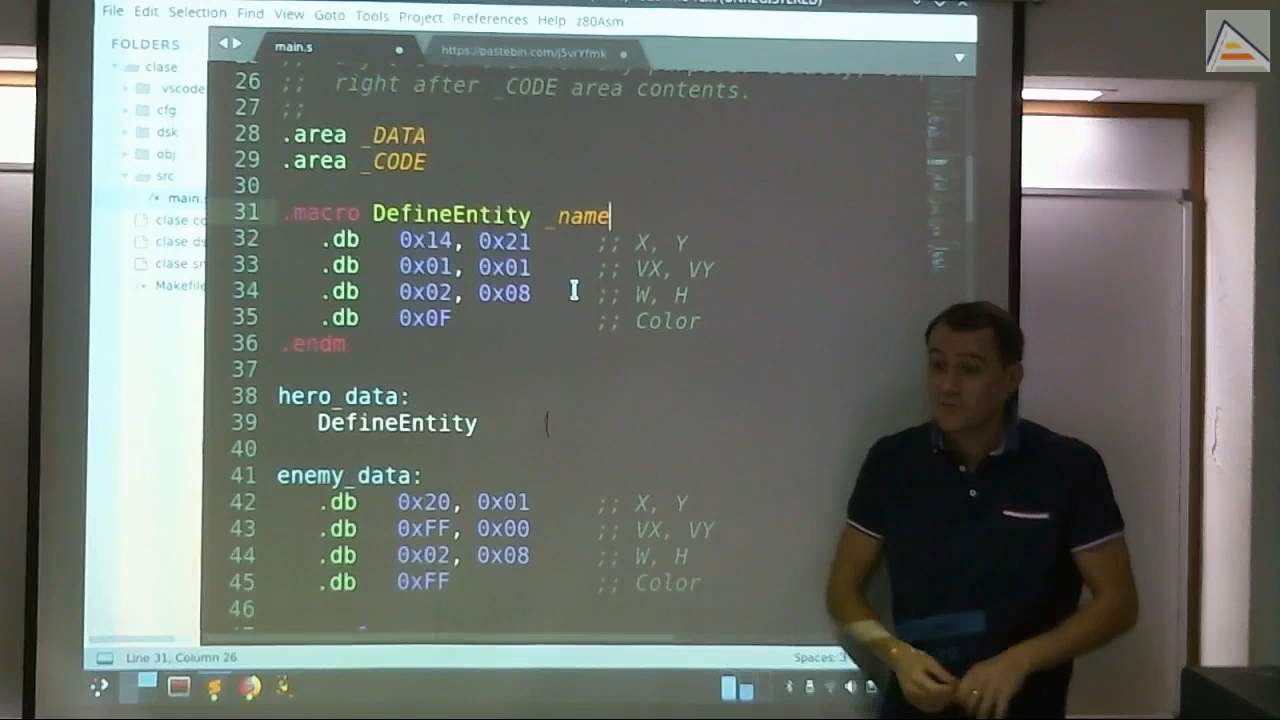 File Edit Selection Find View Goto Tools Project Preferences Help z80Asm
FOLDERS
clase
.vscode
cfg
dsk
obj
src
main.s
clase
clase
clase
Makefile
main.s
https://pastebin.com/j5vrYfmk
26 ;; right after _CODE area contents.
27 ;;
28 .area _DATA
29 .area _CODE
30
31 .macro DefineEntity _name
32 .db 0x14, 0x21 ;; X, Y
33 .db 0x01, 0x01 ;; VX, VY
34 .db 0x02, 0x08 ;; W, H
35 .db 0x0F ;; Color
36 .endm
37
38 hero_data:
39 DefineEntity
40
41 enemy_data:
42 .db 0x20, 0x01 ;; X, Y
43 .db 0xFF, 0x00 ;; VX, VY
44 .db 0x02, 0x08 ;; W, H
45 .db 0xFF ;; Color
46
Line 31, Column 26
Spaces: 3